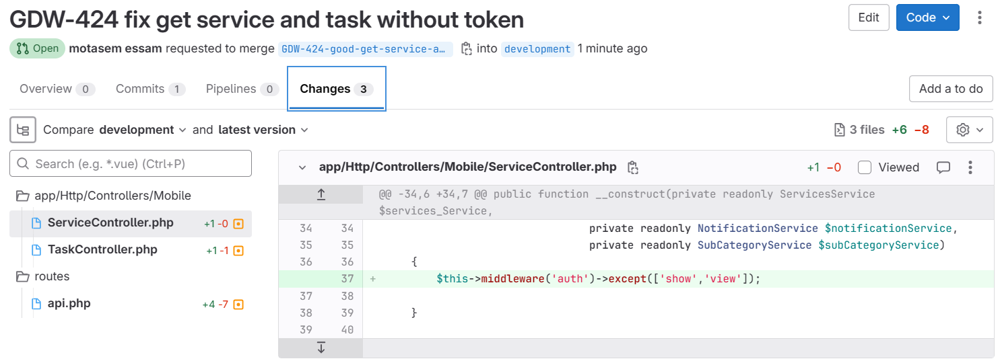 GDW-424 fix get service and task without token
Edit
Code
Open motasem essam requested to merge GDW-424-good-get-service-a… into development 1 minute ago
Overview 0
Commits 1
Pipelines 0
Changes 3
Add a to do
Compare development and latest version
3 files +6 −8
Search (e.g. *.vue) (Ctrl+P)
app/Http/Controllers/Mobile
ServiceController.php +1 -0
TaskController.php +1 -1
routes
api.php +4 -7
app/Http/Controllers/Mobile/ServiceController.php +1 −0 Viewed
@@ -34,6 +34,7 @@ public function __construct(private readonly ServicesService
$services_Service,
34 34 private readonly NotificationService $notificationService,
35 35 private readonly SubCategoryService $subCategoryService)
36 36 {
37 + $this->middleware('auth')->except(['show','view']);
37 38
38 39 }
39 40